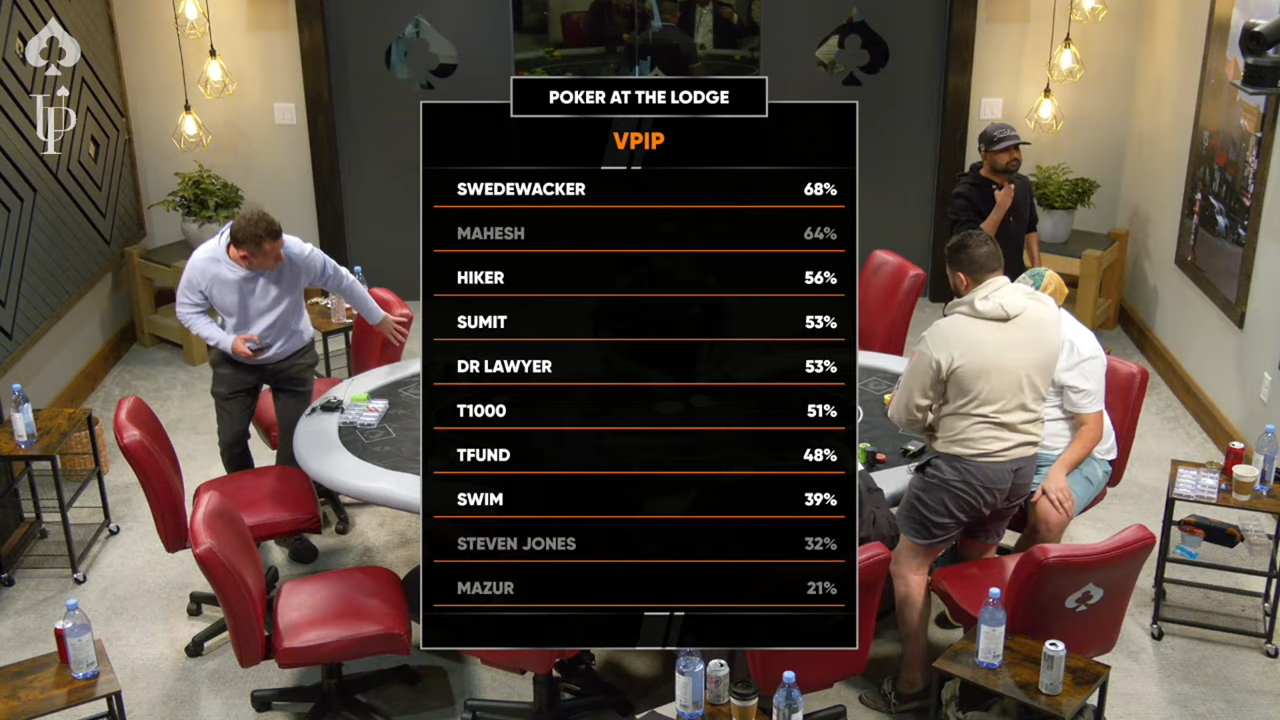 UP
POKER AT THE LODGE
VPIP
SWEDEWACKER 68%
MAHESH 64%
HIKER 56%
SUMIT 53%
DR LAWYER 53%
T1000 51%
TFUND 48%
SWIM 39%
STEVEN JONES 32%
MAZUR 21%